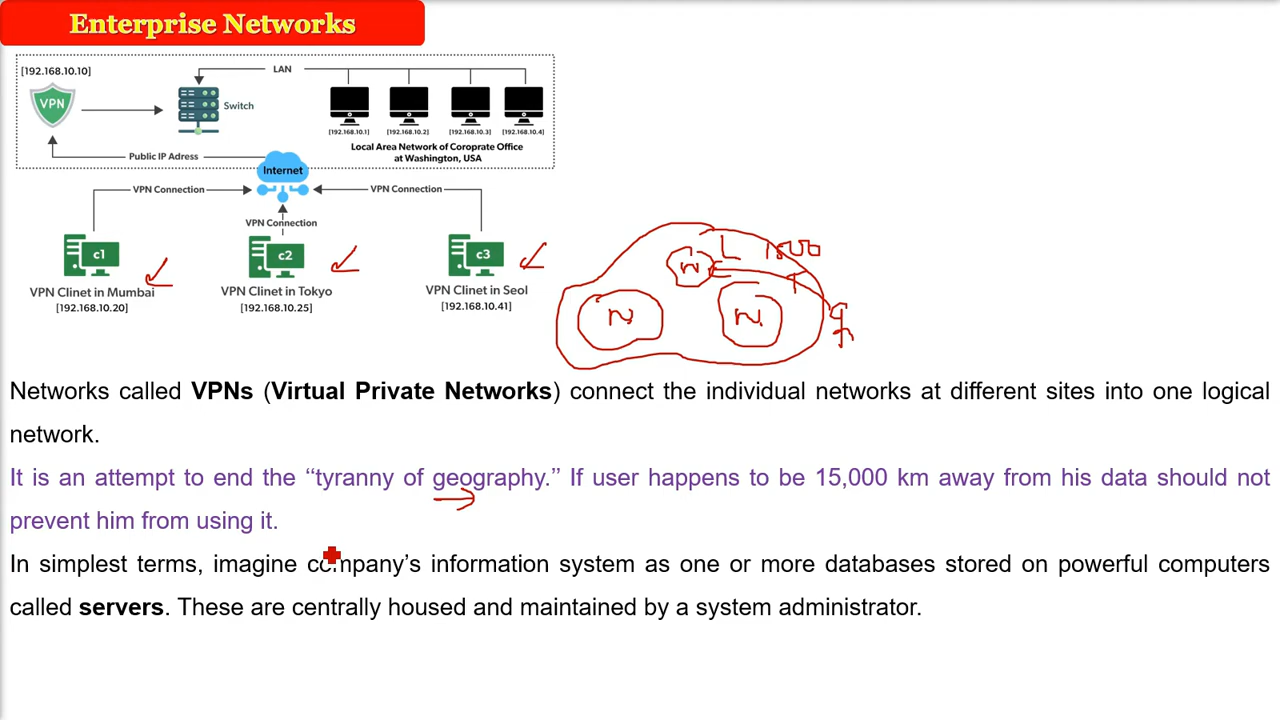 Enterprise Networks
[192.168.10.10]
LAN
VPN
Switch
[192.168.10.1] [192.168.10.2] [192.168.10.3] [192.168.10.4]
Local Area Network of Coroprate Office
at Washington, USA
Public IP Adress
Internet
VPN Connection
VPN Connection
VPN Connection
c1
c2
c3
VPN Clinet in Mumbai
[192.168.10.20]
VPN Clinet in Tokyo
[192.168.10.25]
VPN Clinet in Seol
[192.168.10.41]
N
N
N
Networks called VPNs (Virtual Private Networks) connect the individual networks at different sites into one logical
network.
It is an attempt to end the ‘‘tyranny of geography.’’ If user happens to be 15,000 km away from his data should not
prevent him from using it.
In simplest terms, imagine company’s information system as one or more databases stored on powerful computers
called servers. These are centrally housed and maintained by a system administrator.